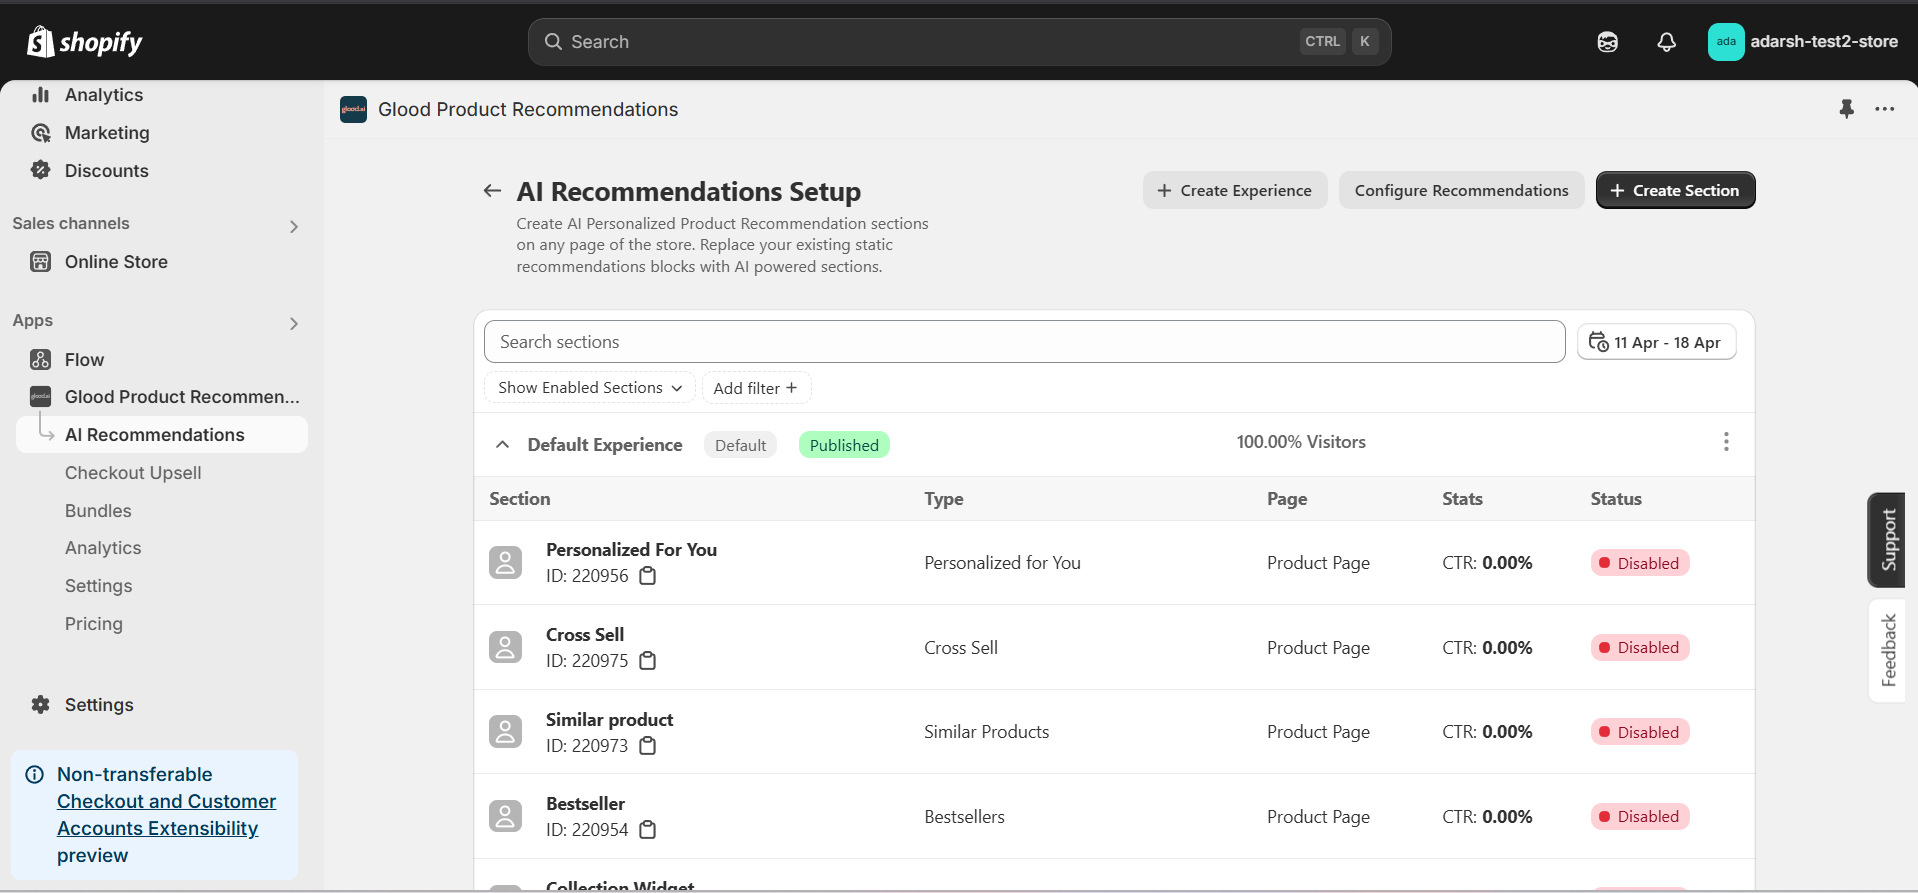 shopify
Search
CTRL K
ada
adarsh-test2-store
Analytics
Marketing
Discounts
Sales channels
Online Store
Apps
Flow
Glood Product Recommen...
AI Recommendations
Checkout Upsell
Bundles
Analytics
Settings
Pricing
Settings
Non-transferable
Checkout and Customer
Accounts Extensibility
preview
glood.ai
Glood Product Recommendations
AI Recommendations Setup
Create AI Personalized Product Recommendation sections
on any page of the store. Replace your existing static
recommendations blocks with AI powered sections.
+ Create Experience
Configure Recommendations
+ Create Section
Search sections
11 Apr - 18 Apr
Show Enabled Sections
Add filter +
Default Experience Default Published 100.00% Visitors
Section Type Page Stats Status
Personalized For You
ID: 220956
Personalized for You Product Page CTR: 0.00% Disabled
Cross Sell
ID: 220975
Cross Sell Product Page CTR: 0.00% Disabled
Similar product
ID: 220973
Similar Products Product Page CTR: 0.00% Disabled
Bestseller
ID: 220954
Bestsellers Product Page CTR: 0.00% Disabled
Collection Widget
Support
Feedback